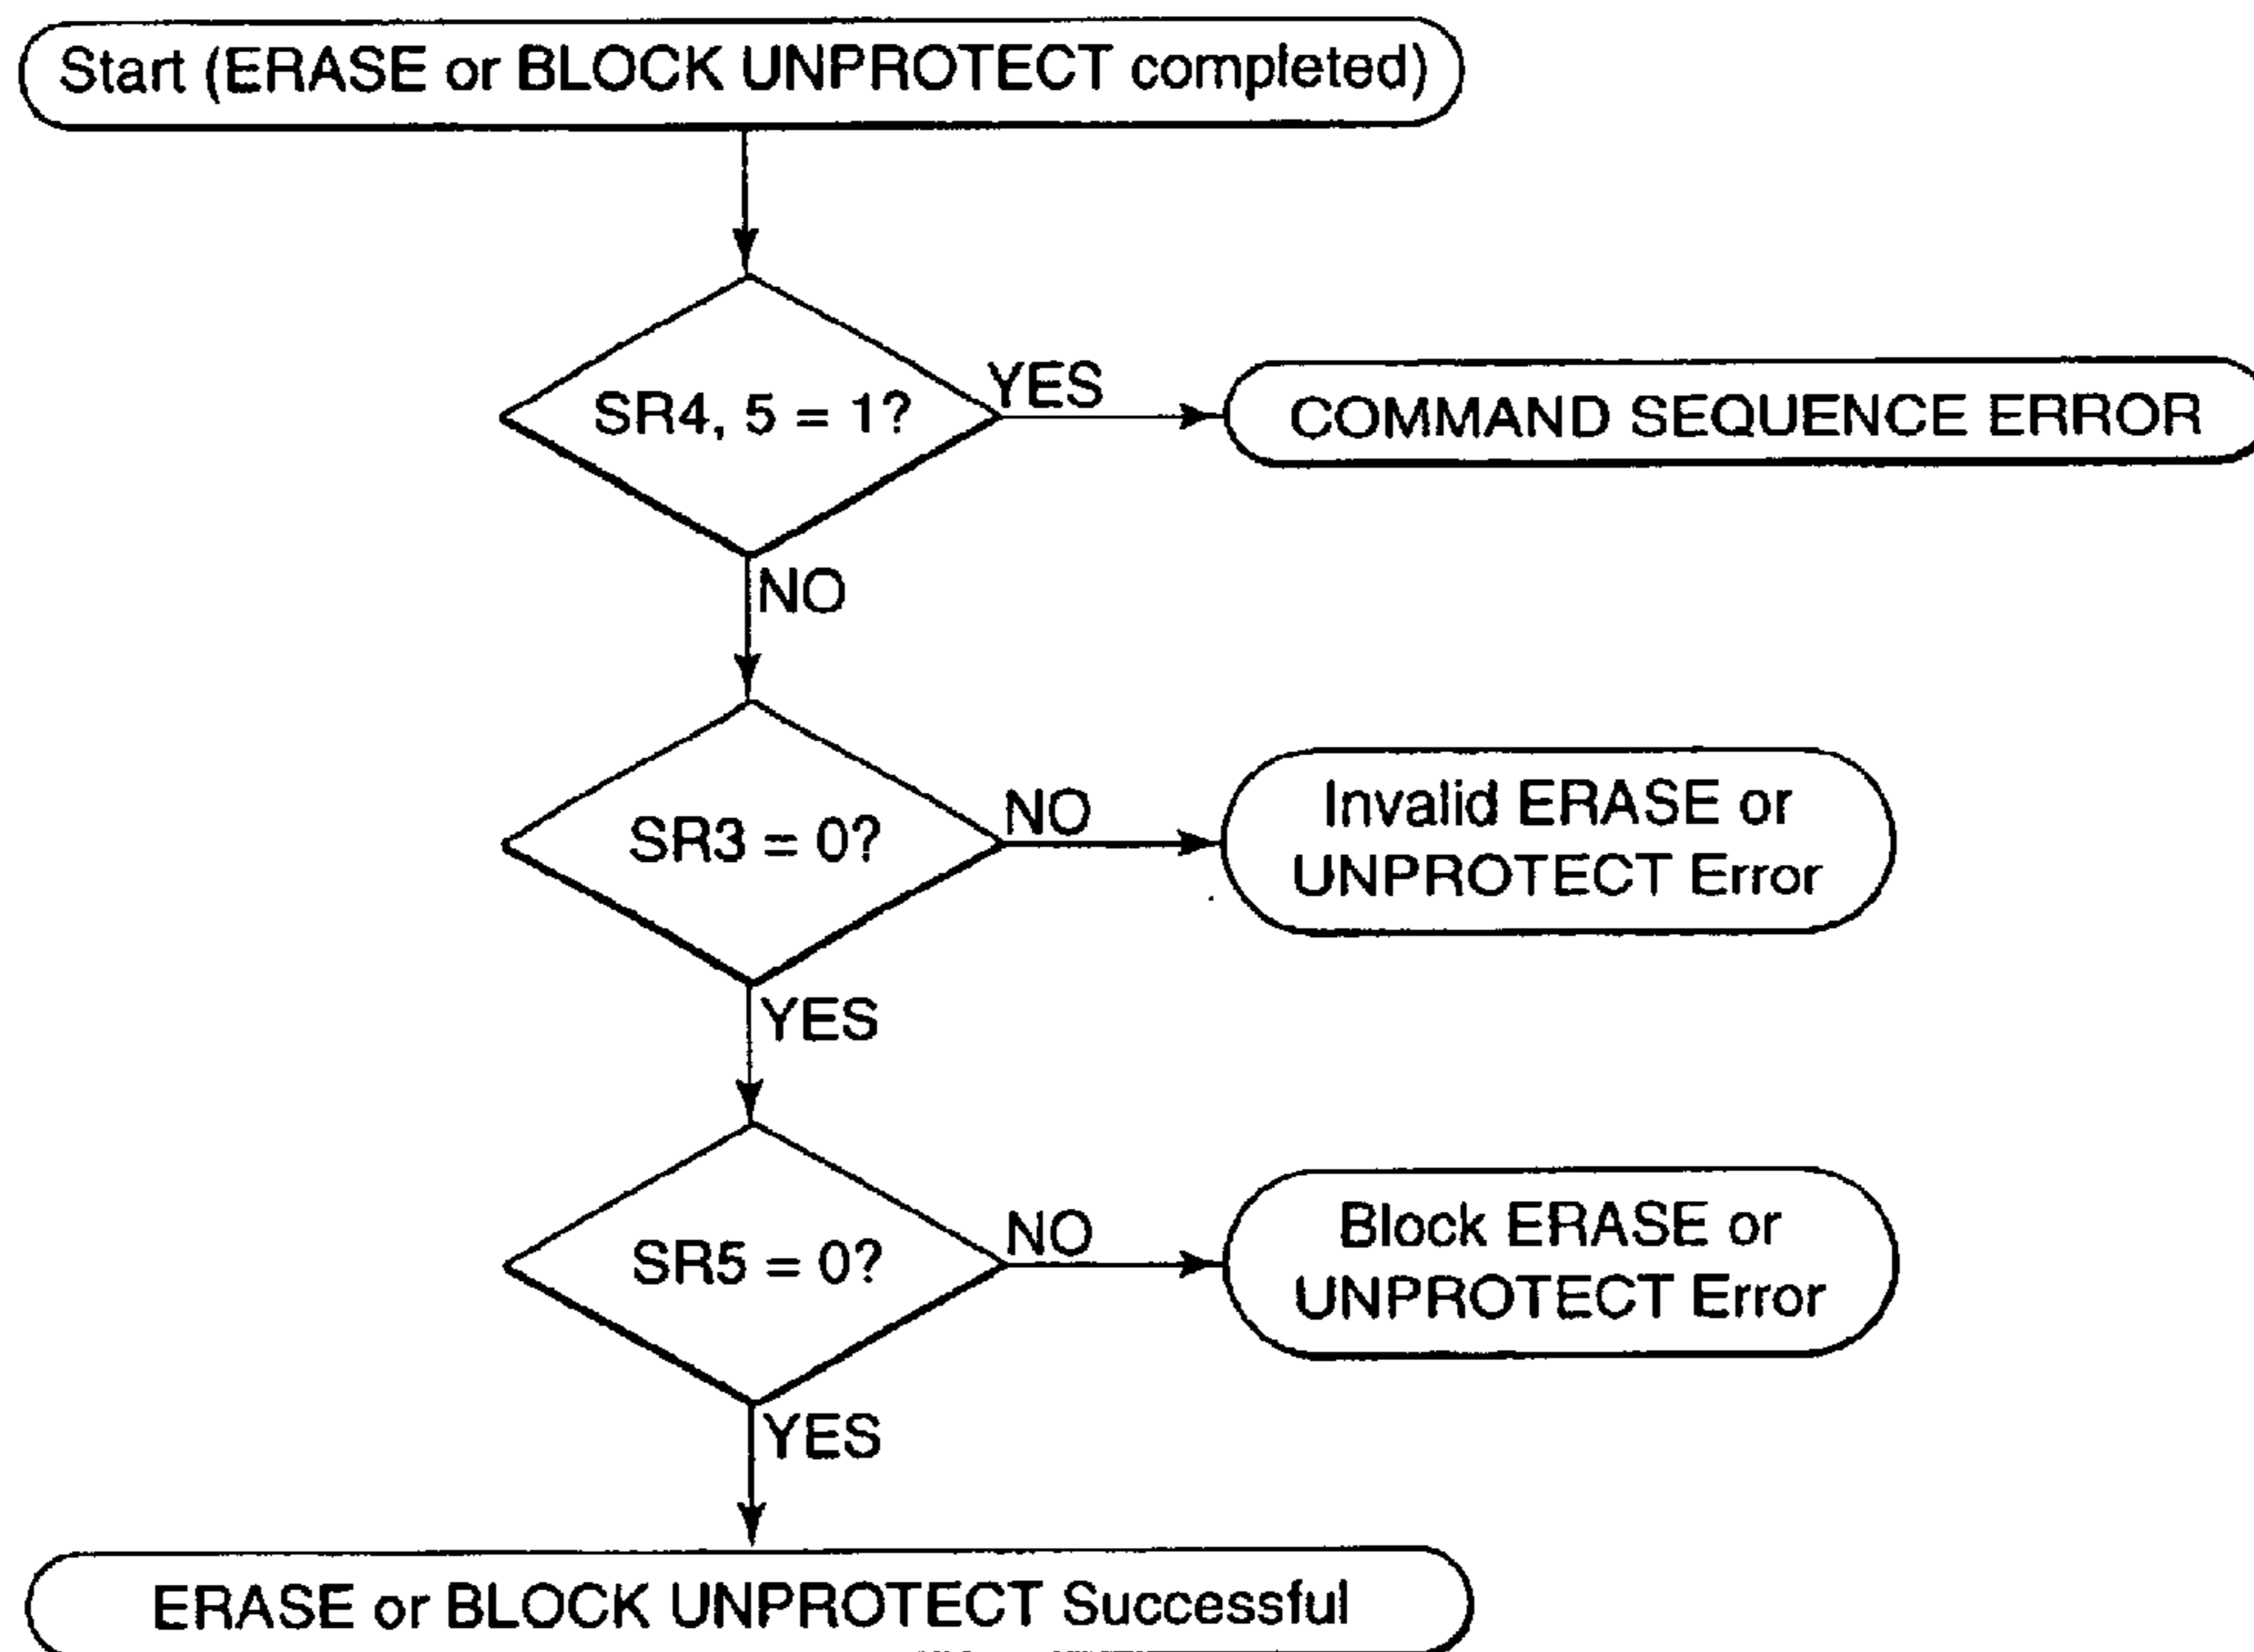 Start (ERASE or BLOCK UNPROTECT completed)
SR4, 5 = 1?
YES
COMMAND SEQUENCE ERROR
NO
SR3 = 0?
NO
Invalid ERASE or
UNPROTECT Error
YES
SR5 = 0?
NO
Block ERASE or
UNPROTECT Error
YES
ERASE or BLOCK UNPROTECT Successful